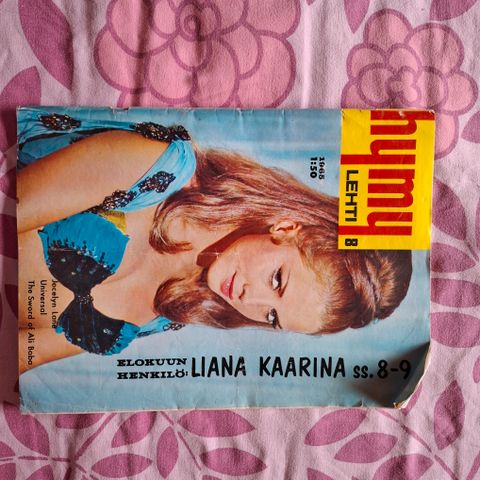 hymy
LEHTI 8
1965
1:50
Jocelyn Lane
Universal
The Sword of Ali Baba
ELOKUUN
HENKILÖ:
LIANA KAARINA ss. 8-9